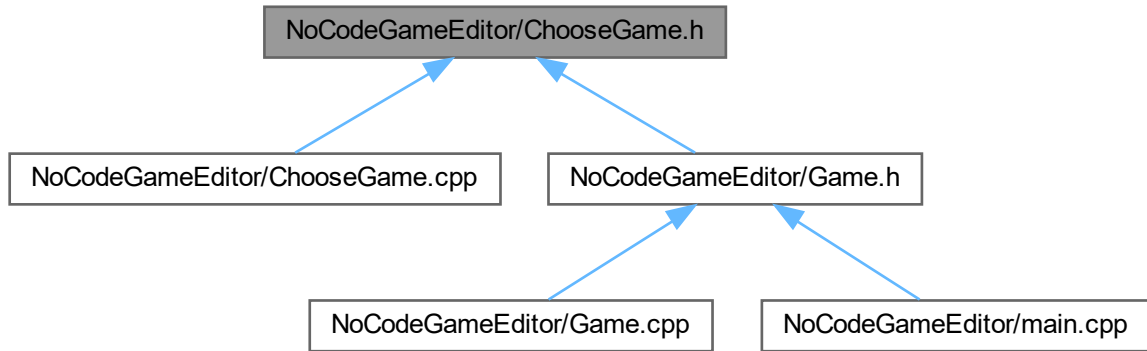 NoCodeGameEditor/ChooseGame.h
NoCodeGameEditor/ChooseGame.cpp
NoCodeGameEditor/Game.h
NoCodeGameEditor/Game.cpp
NoCodeGameEditor/main.cpp